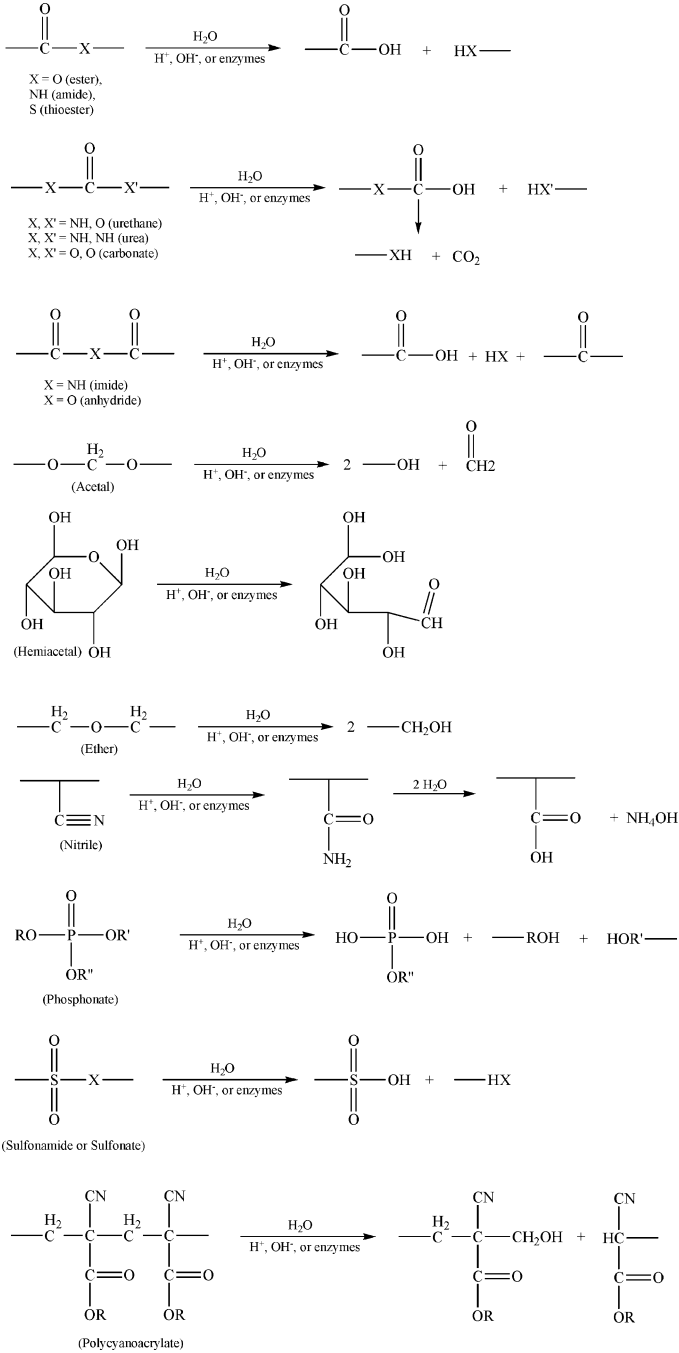 O O
C X H₂O C OH + HX
H⁺, OH⁻, or enzymes
X = O (ester),
NH (amide),
S (thioester)
O O
X C X' H₂O X C OH + HX'
H⁺, OH⁻, or enzymes
X, X' = NH, O (urethane)
X, X' = NH, NH (urea)
X, X' = O, O (carbonate)
XH + CO₂
O O O O
C X C H₂O C OH + HX + C
H⁺, OH⁻, or enzymes
X = NH (imide)
X = O (anhydride)
O
H₂ H₂O
O C O 2 OH + CH2
H⁺, OH⁻, or enzymes
(Acetal)
OH OH
O OH OH
OH H₂O OH O
H⁺, OH⁻, or enzymes
OH OH CH
(Hemiacetal) OH OH
H₂ H₂ H₂O
C O C 2 CH₂OH
(Ether) H⁺, OH⁻, or enzymes
H₂O 2 H₂O
H⁺, OH⁻, or enzymes
C N C O C O + NH₄OH
(Nitrile)
NH₂ OH
O O
H₂O
RO P OR' HO P OH + ROH + HOR'
H⁺, OH⁻, or enzymes
OR" OR"
(Phosphonate)
O O
H₂O
S X S OH + HX
H⁺, OH⁻, or enzymes
O O
(Sulfonamide or Sulfonate)
CN CN CN CN
H₂ H₂ H₂O H₂
C C C C C C CH₂OH + HC
H⁺, OH⁻, or enzymes
C O C O C O C O
OR OR OR OR
(Polycyanoacrylate)